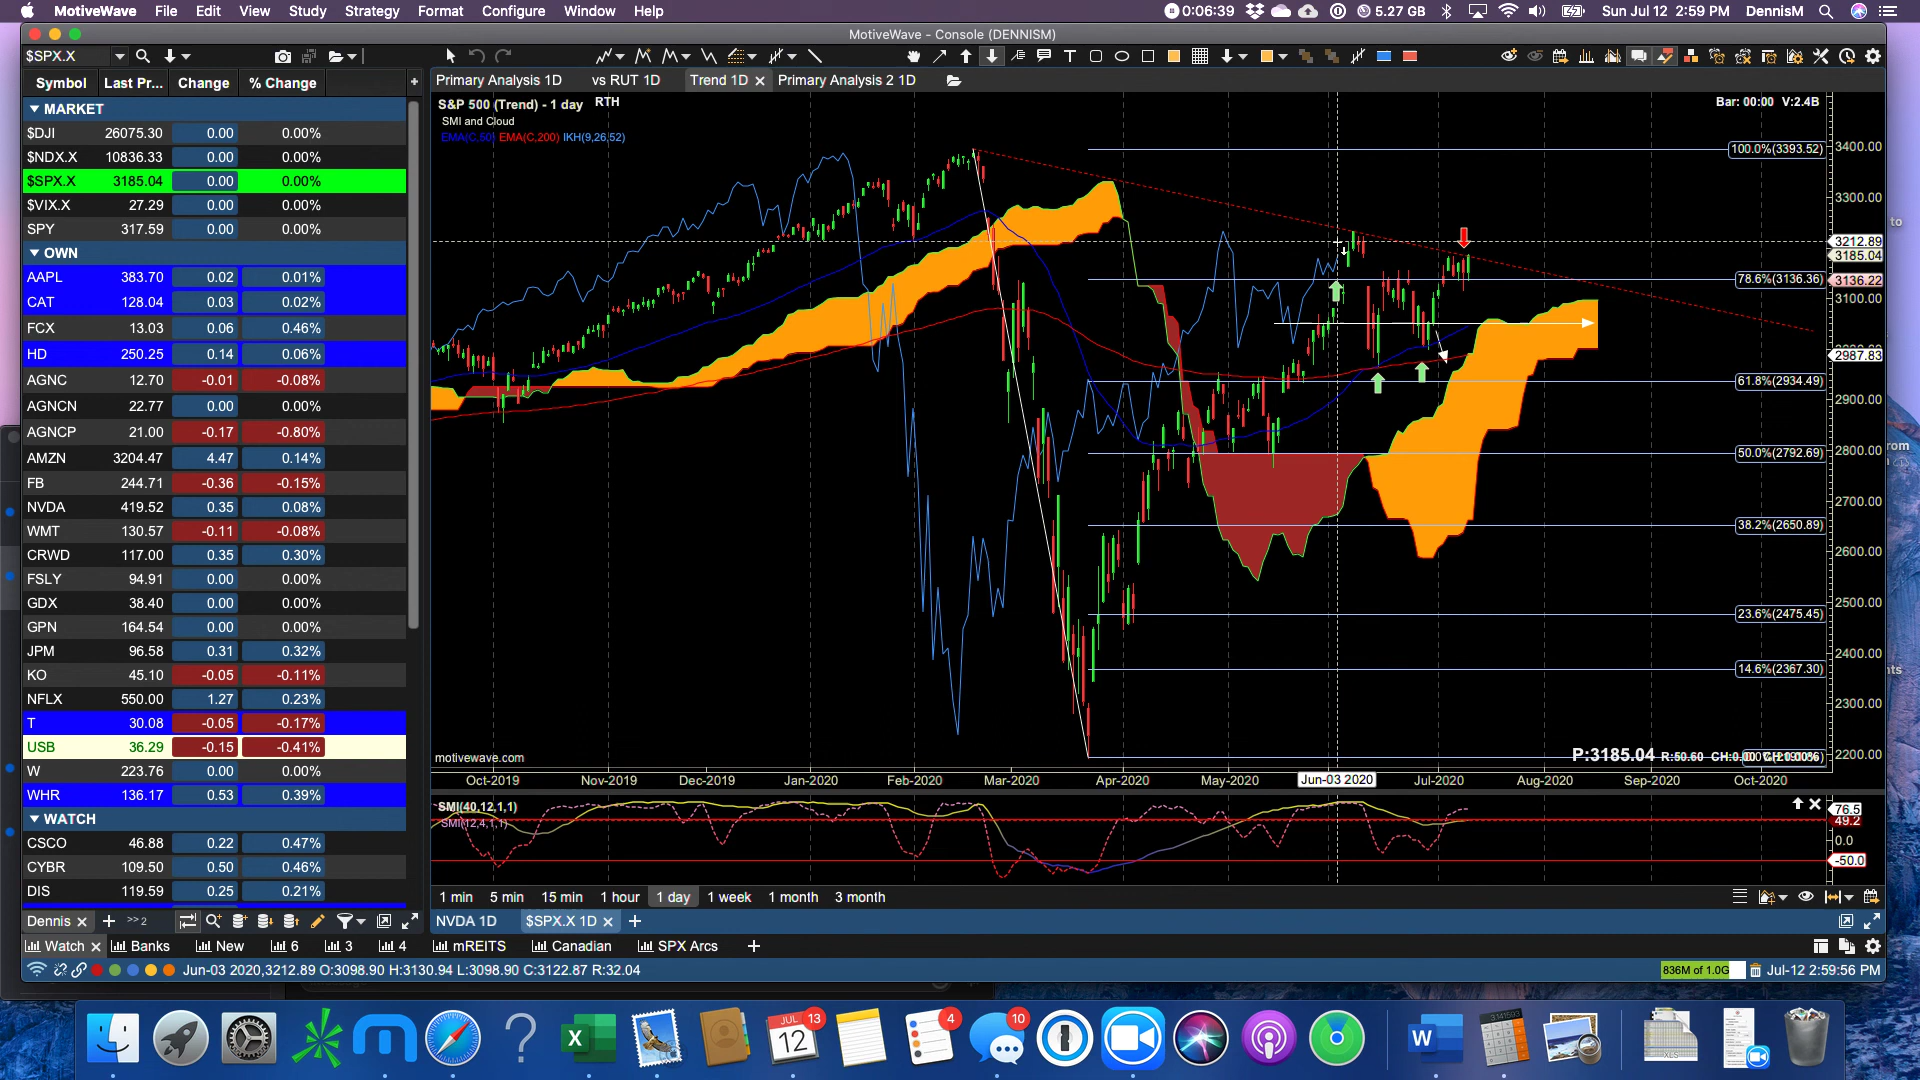 MotiveWave File Edit View Study Strategy Format Configure Window Help 0:06:39 5.27 GB Sun Jul 12 2:59 PM DennisM
MotiveWave - Console (DENNISM)
$SPX.X
Symbol Last Pr... Change % Change
Primary Analysis 1D vs RUT 1D Trend 1D Primary Analysis 2 1D
MARKET
$DJI 26075.30 0.00 0.00%
$NDX.X 10836.33 0.00 0.00%
$SPX.X 3185.04 0.00 0.00%
$VIX.X 27.29 0.00 0.00%
SPY 317.59 0.00 0.00%
OWN
AAPL 383.70 0.02 0.01%
CAT 128.04 0.03 0.02%
FCX 13.03 0.06 0.46%
HD 250.25 0.14 0.06%
AGNC 12.70 -0.01 -0.08%
AGNCN 22.77 0.00 0.00%
AGNCP 21.00 -0.17 -0.80%
AMZN 3204.47 4.47 0.14%
FB 244.71 -0.36 -0.15%
NVDA 419.52 0.35 0.08%
WMT 130.57 -0.11 -0.08%
CRWD 117.00 0.35 0.30%
FSLY 94.91 0.00 0.00%
GDX 38.40 0.00 0.00%
GPN 164.54 0.00 0.00%
JPM 96.58 0.31 0.32%
KO 45.10 -0.05 -0.11%
NFLX 550.00 1.27 0.23%
T 30.08 -0.05 -0.17%
USB 36.29 -0.15 -0.41%
W 223.76 0.00 0.00%
WHR 136.17 0.53 0.39%
WATCH
CSCO 46.88 0.22 0.47%
CYBR 109.50 0.50 0.46%
DIS 119.59 0.25 0.21%
S&P 500 (Trend) - 1 day RTH
SMI and Cloud
EMA(C,50) EMA(C,200) IKH(9,26,52)
Bar: 00:00 V:2.4B
100.0%(3393.52)
78.6%(3136.36)
61.8%(2934.49)
50.0%(2792.69)
38.2%(2650.89)
23.6%(2475.45)
14.6%(2367.30)
3400.00
3300.00
3212.89
3185.04
3136.22
3100.00
2987.83
2900.00
2800.00
2700.00
2600.00
2500.00
2400.00
2300.00
2200.00
motivewave.com
P:3185.04 R:50.60 CH:0.00 CH:0.00%
Oct-2019 Nov-2019 Dec-2019 Jan-2020 Feb-2020 Mar-2020 Apr-2020 May-2020 Jun-03 2020 Jul-2020 Aug-2020 Sep-2020 Oct-2020
SMI(40,12,1,1)
SMI(12,4,1,1)
76.5
49.2
0.0
-50.0
1 min 5 min 15 min 1 hour 1 day 1 week 1 month 3 month
Dennis + >>2 NVDA 1D $SPX.X 1D +
Watch Banks New 6 3 4 mREITS Canadian SPX Arcs +
Jun-03 2020,3212.89 O:3098.90 H:3130.94 L:3098.90 C:3122.87 R:32.04
836M of 1.0G Jul-12 2:59:56 PM
to
rom
nts
JUL
12
13
4
10